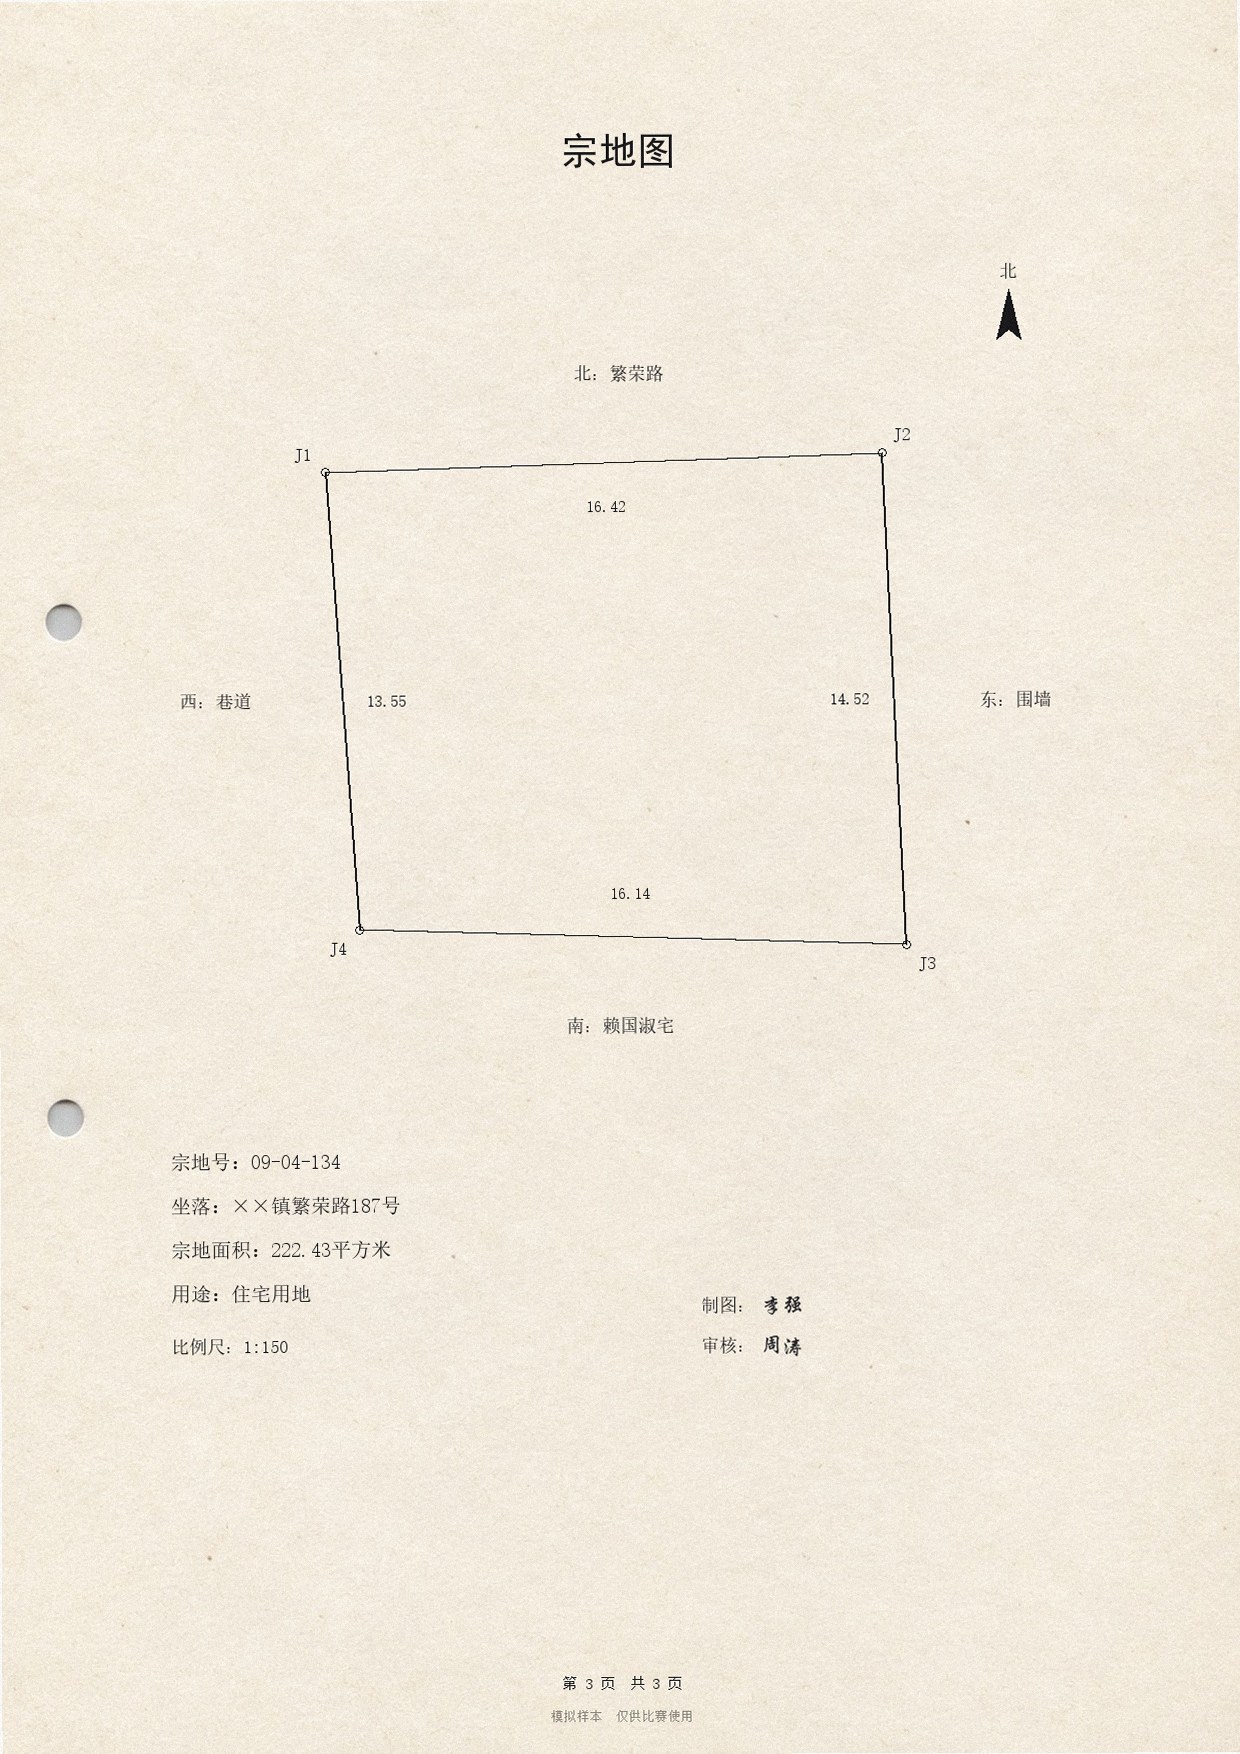 宗地图
北
北：繁荣路
J1
J2
16.42
西：巷道
13.55
14.52
东：围墙
16.14
J4
J3
南：赖国淑宅
宗地号：09-04-134
坐落：××镇繁荣路187号
宗地面积：222.43平方米
用途：住宅用地
比例尺：1:150
制图：李强
审核：周涛
第 3 页 共 3 页
模拟样本 仅供比赛使用